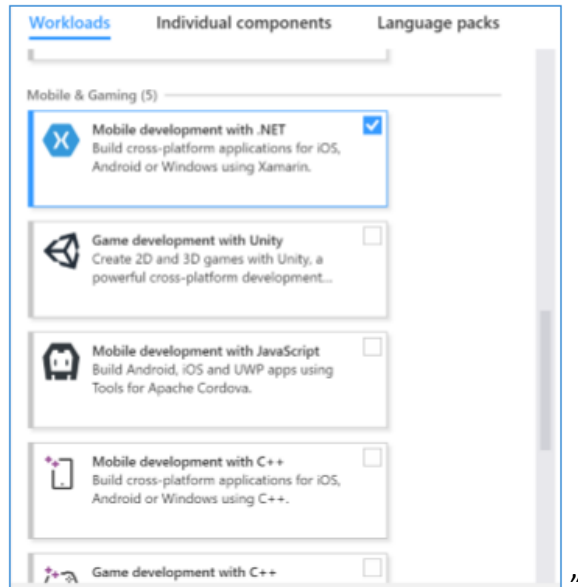 Workloads Individual components Language packs
Mobile & Gaming (5)
Mobile development with .NET
Build cross-platform applications for iOS,
Android or Windows using Xamarin.
Game development with Unity
Create 2D and 3D games with Unity, a
powerful cross-platform development...
Mobile development with JavaScript
Build Android, iOS and UWP apps using
Tools for Apache Cordova.
Mobile development with C++
Build cross-platform applications for iOS,
Android or Windows using C++.
Game development with C++